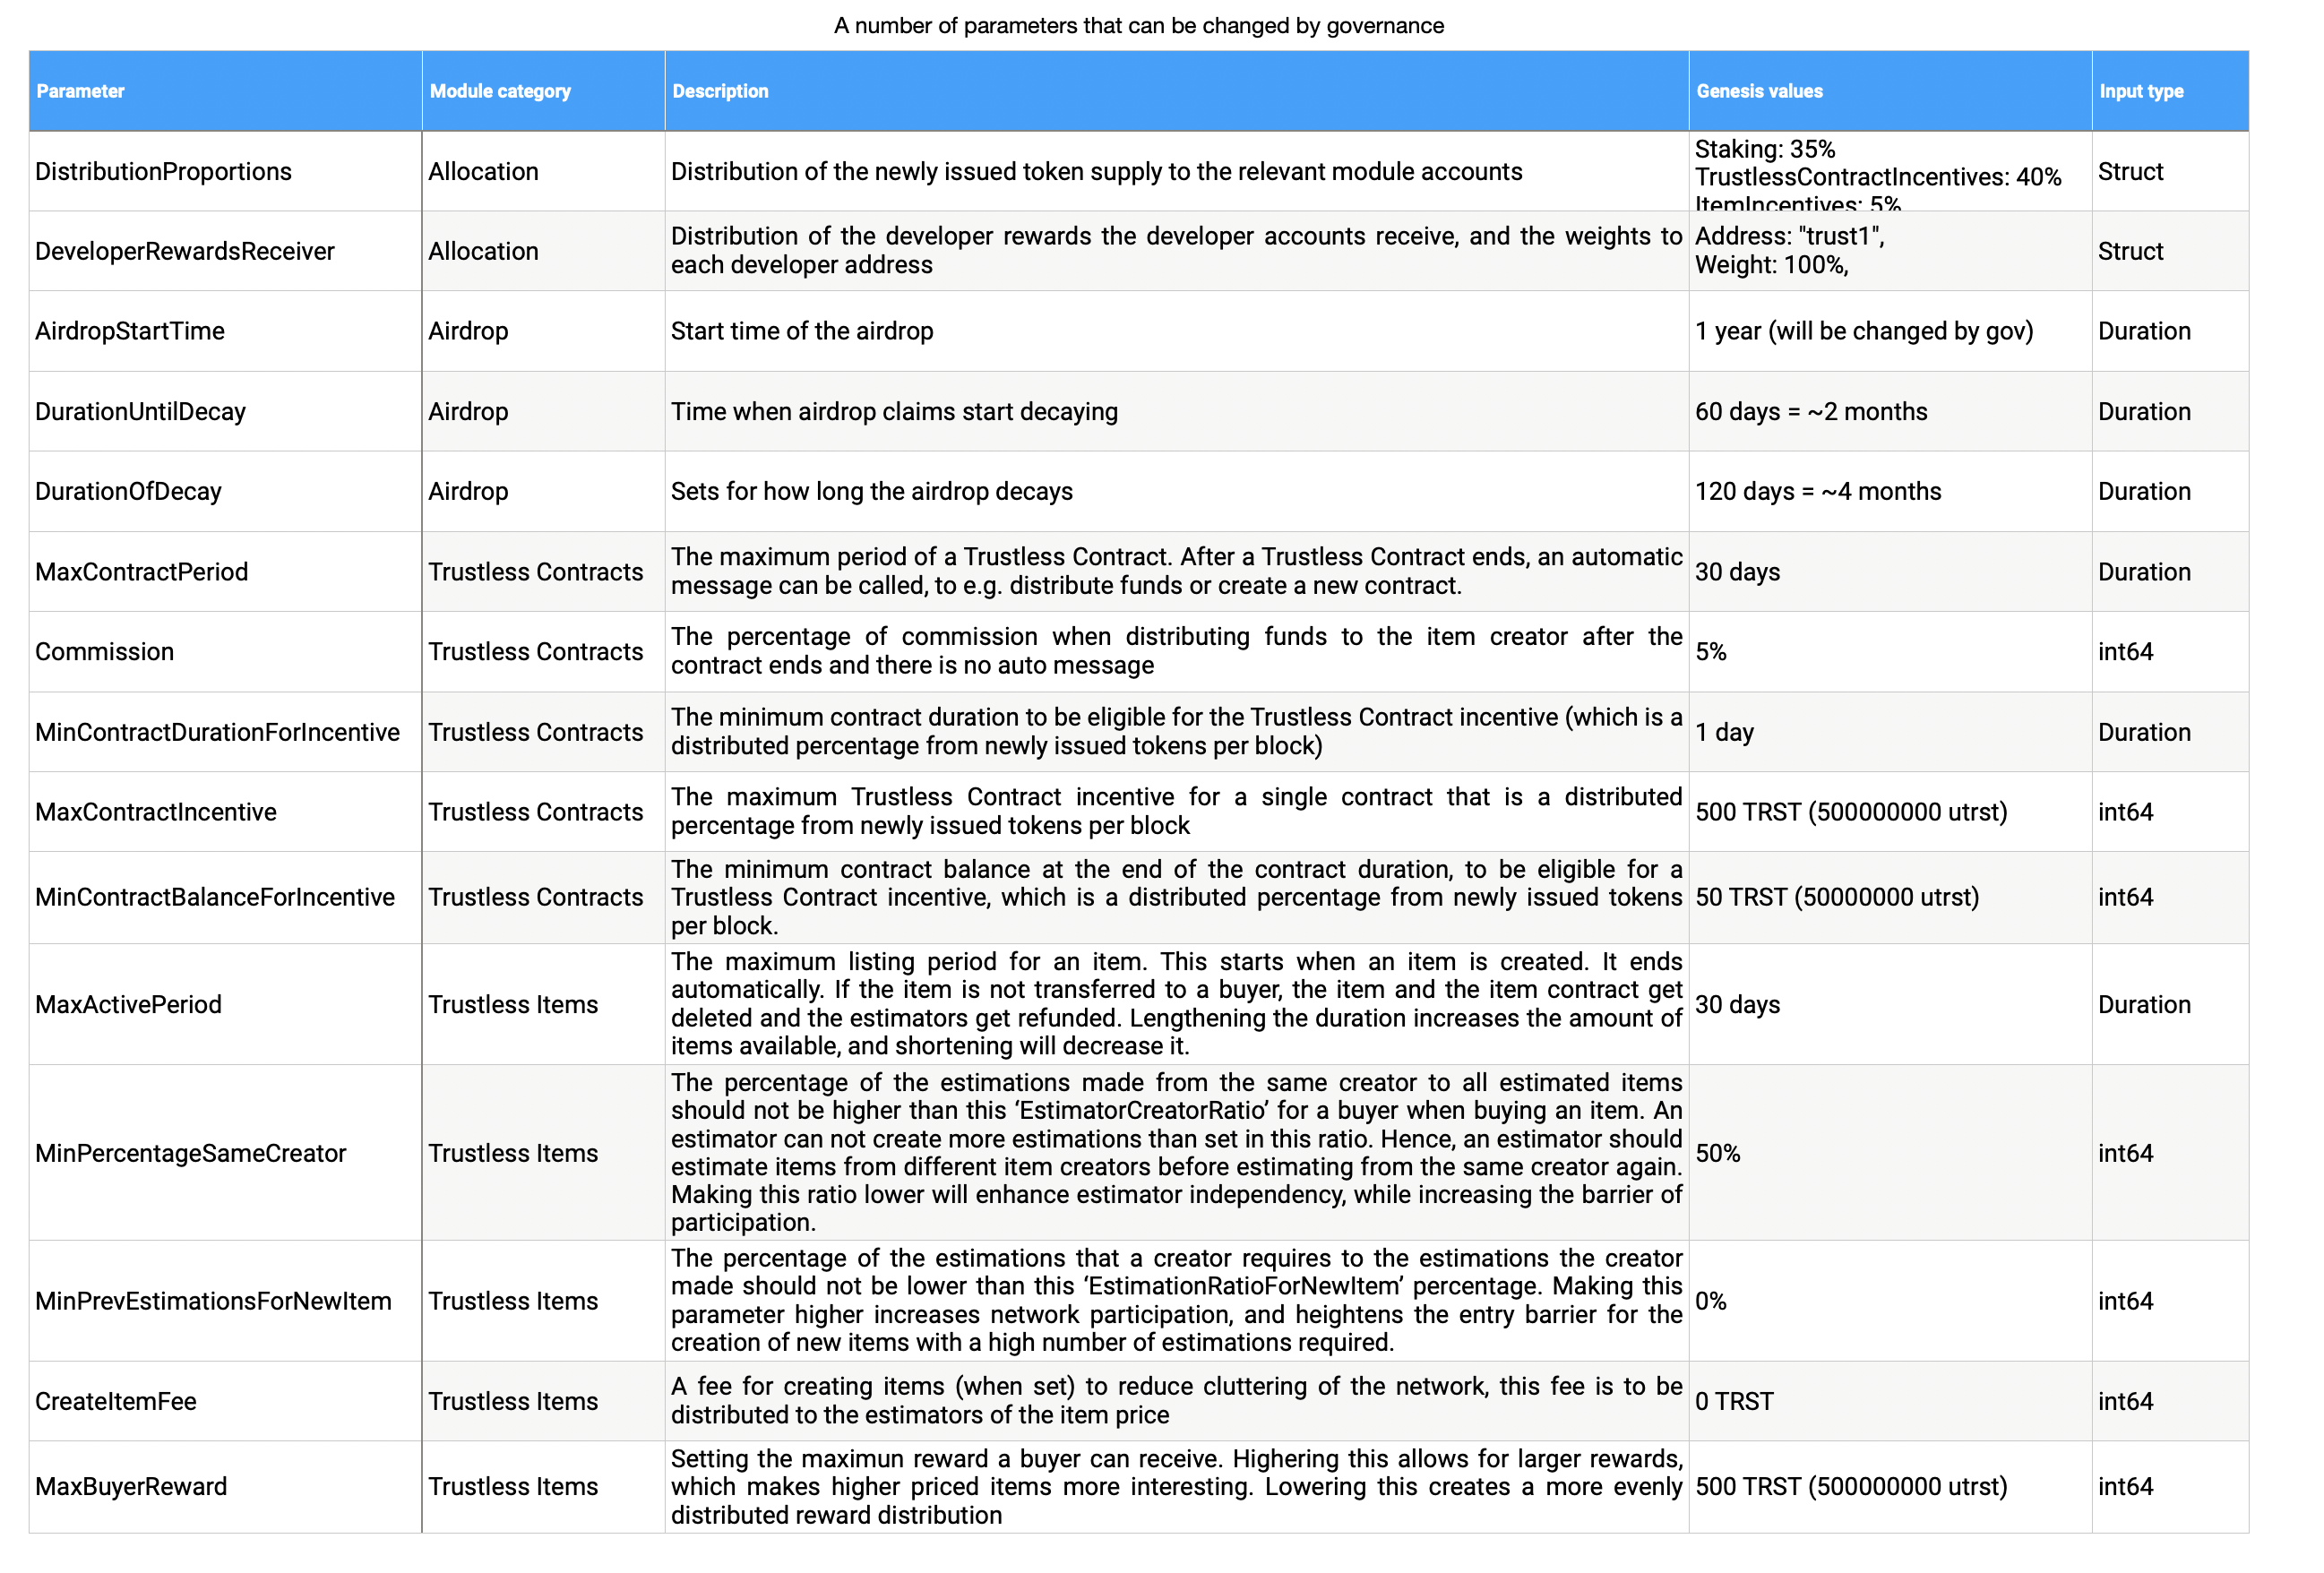 A number of parameters that can be changed by governance
Parameter Module category Description Genesis values Input type
DistributionProportions Allocation Distribution of the newly issued token supply to the relevant module accounts Staking: 35%
TrustlessContractIncentives: 40%
ItemIncentives: 5%
Struct
DeveloperRewardsReceiver Allocation Distribution of the developer rewards the developer accounts receive, and the weights to
each developer address
Address: "trust1",
Weight: 100%,
Struct
AirdropStartTime Airdrop Start time of the airdrop 1 year (will be changed by gov) Duration
DurationUntilDecay Airdrop Time when airdrop claims start decaying 60 days = ~2 months Duration
DurationOfDecay Airdrop Sets for how long the airdrop decays 120 days = ~4 months Duration
MaxContractPeriod Trustless Contracts The maximum period of a Trustless Contract. After a Trustless Contract ends, an automatic
message can be called, to e.g. distribute funds or create a new contract.
30 days Duration
Commission Trustless Contracts The percentage of commission when distributing funds to the item creator after the
contract ends and there is no auto message
5% int64
MinContractDurationForIncentive Trustless Contracts The minimum contract duration to be eligible for the Trustless Contract incentive (which is a
distributed percentage from newly issued tokens per block)
1 day Duration
MaxContractIncentive Trustless Contracts The maximum Trustless Contract incentive for a single contract that is a distributed
percentage from newly issued tokens per block
500 TRST (500000000 utrst) int64
MinContractBalanceForIncentive Trustless Contracts The minimum contract balance at the end of the contract duration, to be eligible for a
Trustless Contract incentive, which is a distributed percentage from newly issued tokens
per block.
50 TRST (50000000 utrst) int64
MaxActivePeriod Trustless Items The maximum listing period for an item. This starts when an item is created. It ends
automatically. If the item is not transferred to a buyer, the item and the item contract get
deleted and the estimators get refunded. Lengthening the duration increases the amount of
items available, and shortening will decrease it.
30 days Duration
MinPercentageSameCreator Trustless Items The percentage of the estimations made from the same creator to all estimated items
should not be higher than this ‘EstimatorCreatorRatio’ for a buyer when buying an item. An
estimator can not create more estimations than set in this ratio. Hence, an estimator should
estimate items from different item creators before estimating from the same creator again.
Making this ratio lower will enhance estimator independency, while increasing the barrier of
participation.
50% int64
MinPrevEstimationsForNewItem Trustless Items The percentage of the estimations that a creator requires to the estimations the creator
made should not be lower than this ‘EstimationRatioForNewItem’ percentage. Making this
parameter higher increases network participation, and heightens the entry barrier for the
creation of new items with a high number of estimations required.
0% int64
CreateItemFee Trustless Items A fee for creating items (when set) to reduce cluttering of the network, this fee is to be
distributed to the estimators of the item price
0 TRST int64
MaxBuyerReward Trustless Items Setting the maximun reward a buyer can receive. Highering this allows for larger rewards,
which makes higher priced items more interesting. Lowering this creates a more evenly
distributed reward distribution
500 TRST (500000000 utrst) int64